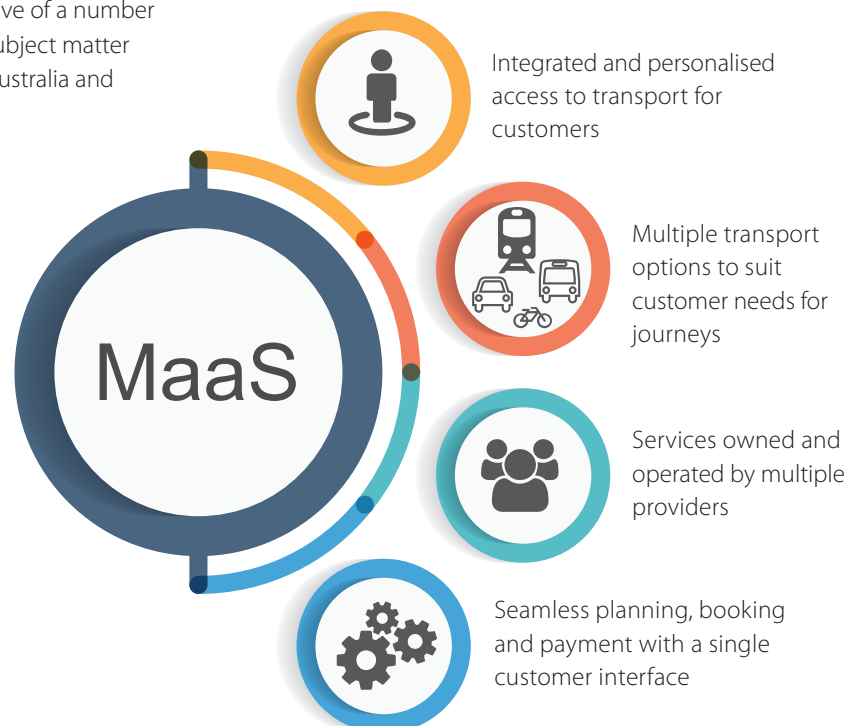 ve of a number
ubject matter
ustralia and
Integrated and personalised
access to transport for
customers
Multiple transport
options to suit
customer needs for
journeys
MaaS
Services owned and
operated by multiple
providers
Seamless planning, booking
and payment with a single
customer interface